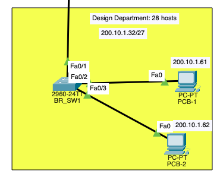 Design Department: 28 hosts
200.10.1.32/27
Fa0/1
200.10.1.61
Fa0/2
Fa0
Fa0/3
2960-24TT
BR_SW1
PC-PT
PCB-1
Fa0
200.10.1.62
PC-PT
PCB-2